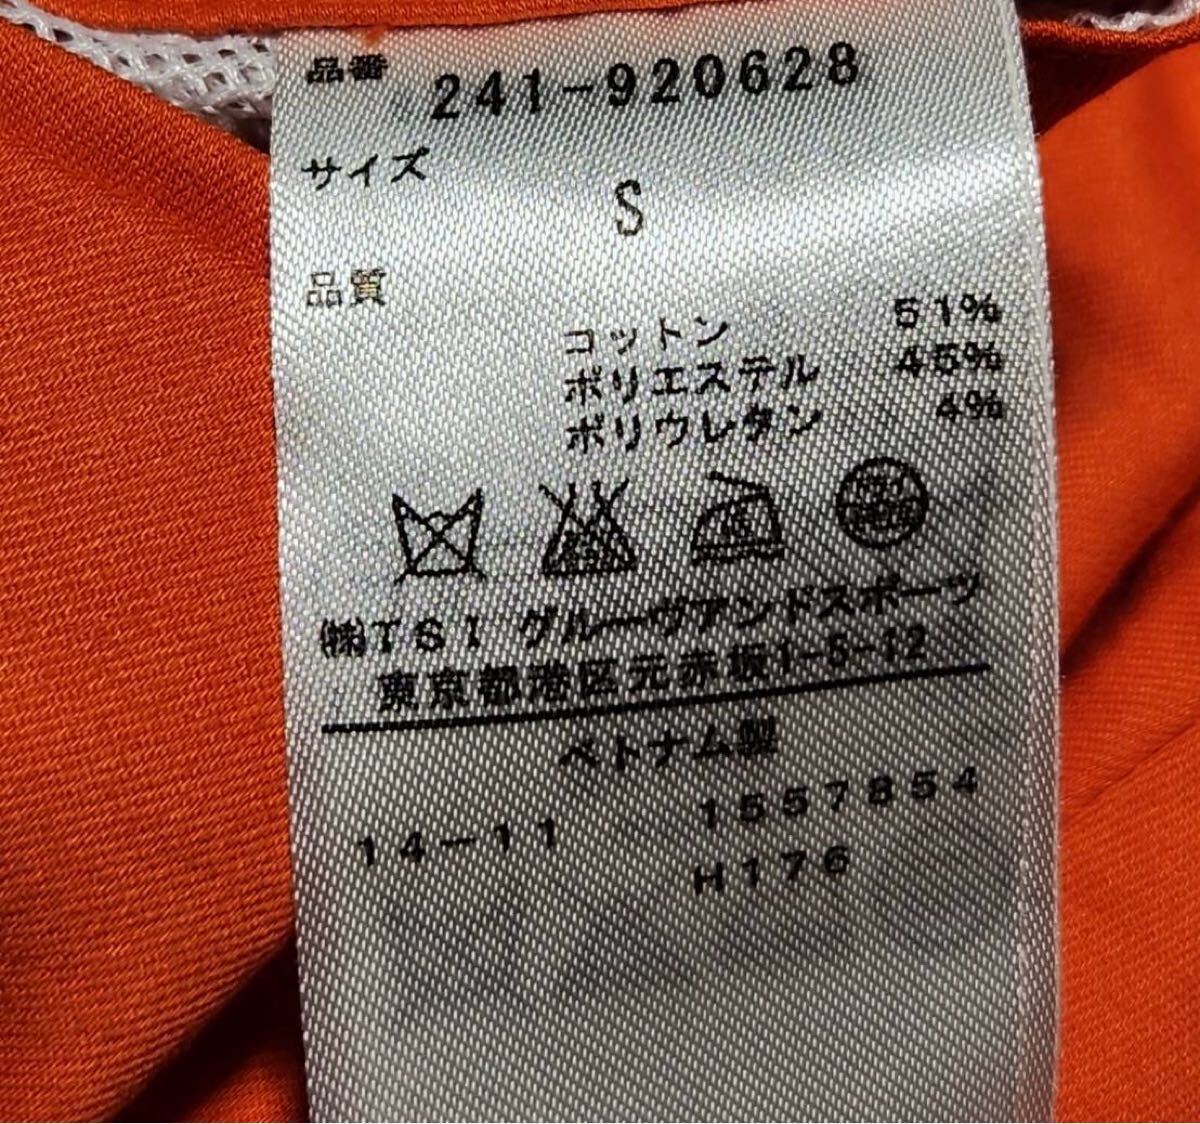 品番 241-920628
サイズ
S
品質
コットン 51%
ポリエステル 45%
ポリウレタン 4%
㈱TSI グルーヴアンドスポーツ
東京都港区元赤坂1-5-12
ベトナム製
14-11 1557854
H176